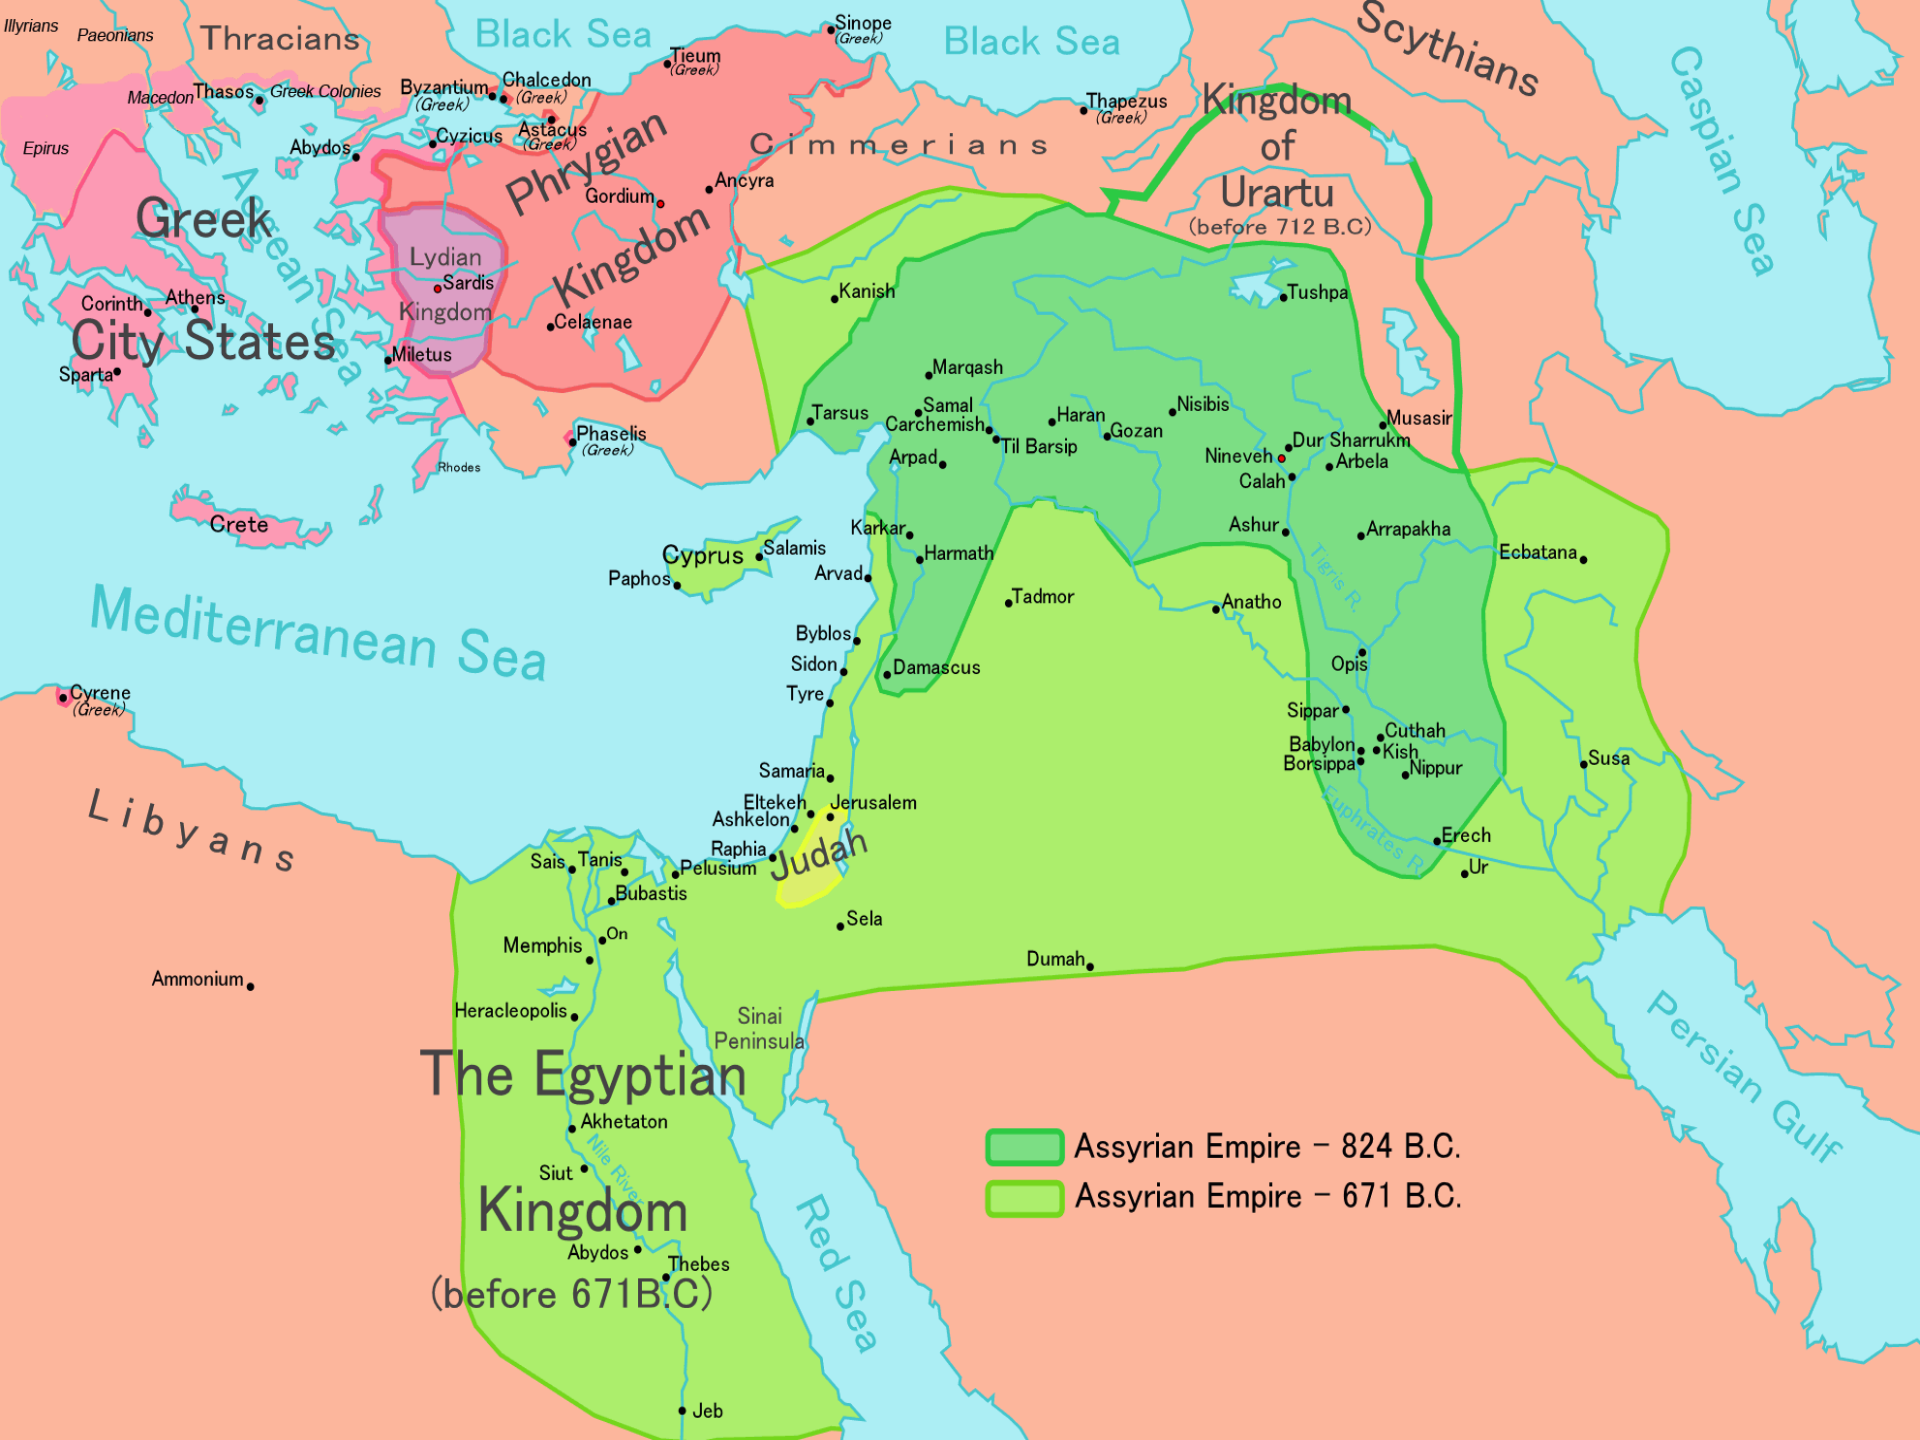 Illyrians
Paeonians
Thracians
Black Sea
Sinope
(Greek)
Black Sea
Scythians
Caspian Sea
Tieum
(Greek)
Macedon
Thasos
Greek Colonies
Byzantium
(Greek)
Chalcedon
(Greek)
Thapezus
(Greek)
Kingdom
of
Urartu
(before 712 B.C)
Epirus
Abydos
Cyzicus
Astacus
(Greek)
Phrygian
Kingdom
Cimmerians
Gordium
Ancyra
Greek
City States
Aegean Sea
Lydian
Kingdom
Sardis
Kanish
Tushpa
Corinth
Athens
Celaenae
Sparta
Miletus
Marqash
Tarsus
Samal
Carchemish
Haran
Nisibis
Musasir
Gozan
Til Barsip
Dur Sharrukm
Nineveh
Arbela
Calah
Phaselis
(Greek)
Rhodes
Arpad
Crete
Karkar
Ashur
Arrapakha
Cyprus
Salamis
Harmath
Ecbatana
Paphos
Arvad
Tigris R.
Tadmor
Anatho
Mediterranean Sea
Byblos
Sidon
Damascus
Opis
Tyre
Cyrene
(Greek)
Sippar
Cuthah
Babylon
Kish
Borsippa
Nippur
Susa
Samaria
Libyans
Eltekeh
Jerusalem
Ashkelon
Euphrates R.
Erech
Raphia
Judah
Sais
Tanis
Pelusium
Ur
Bubastis
Sela
On
Memphis
Dumah
Ammonium
Heracleopolis
Sinai
Peninsula
Persian Gulf
The Egyptian
Kingdom
(before 671B.C)
Akhetaton
Nile River
Siut
Assyrian Empire – 824 B.C.
Assyrian Empire – 671 B.C.
Abydos
Thebes
Red Sea
Jeb